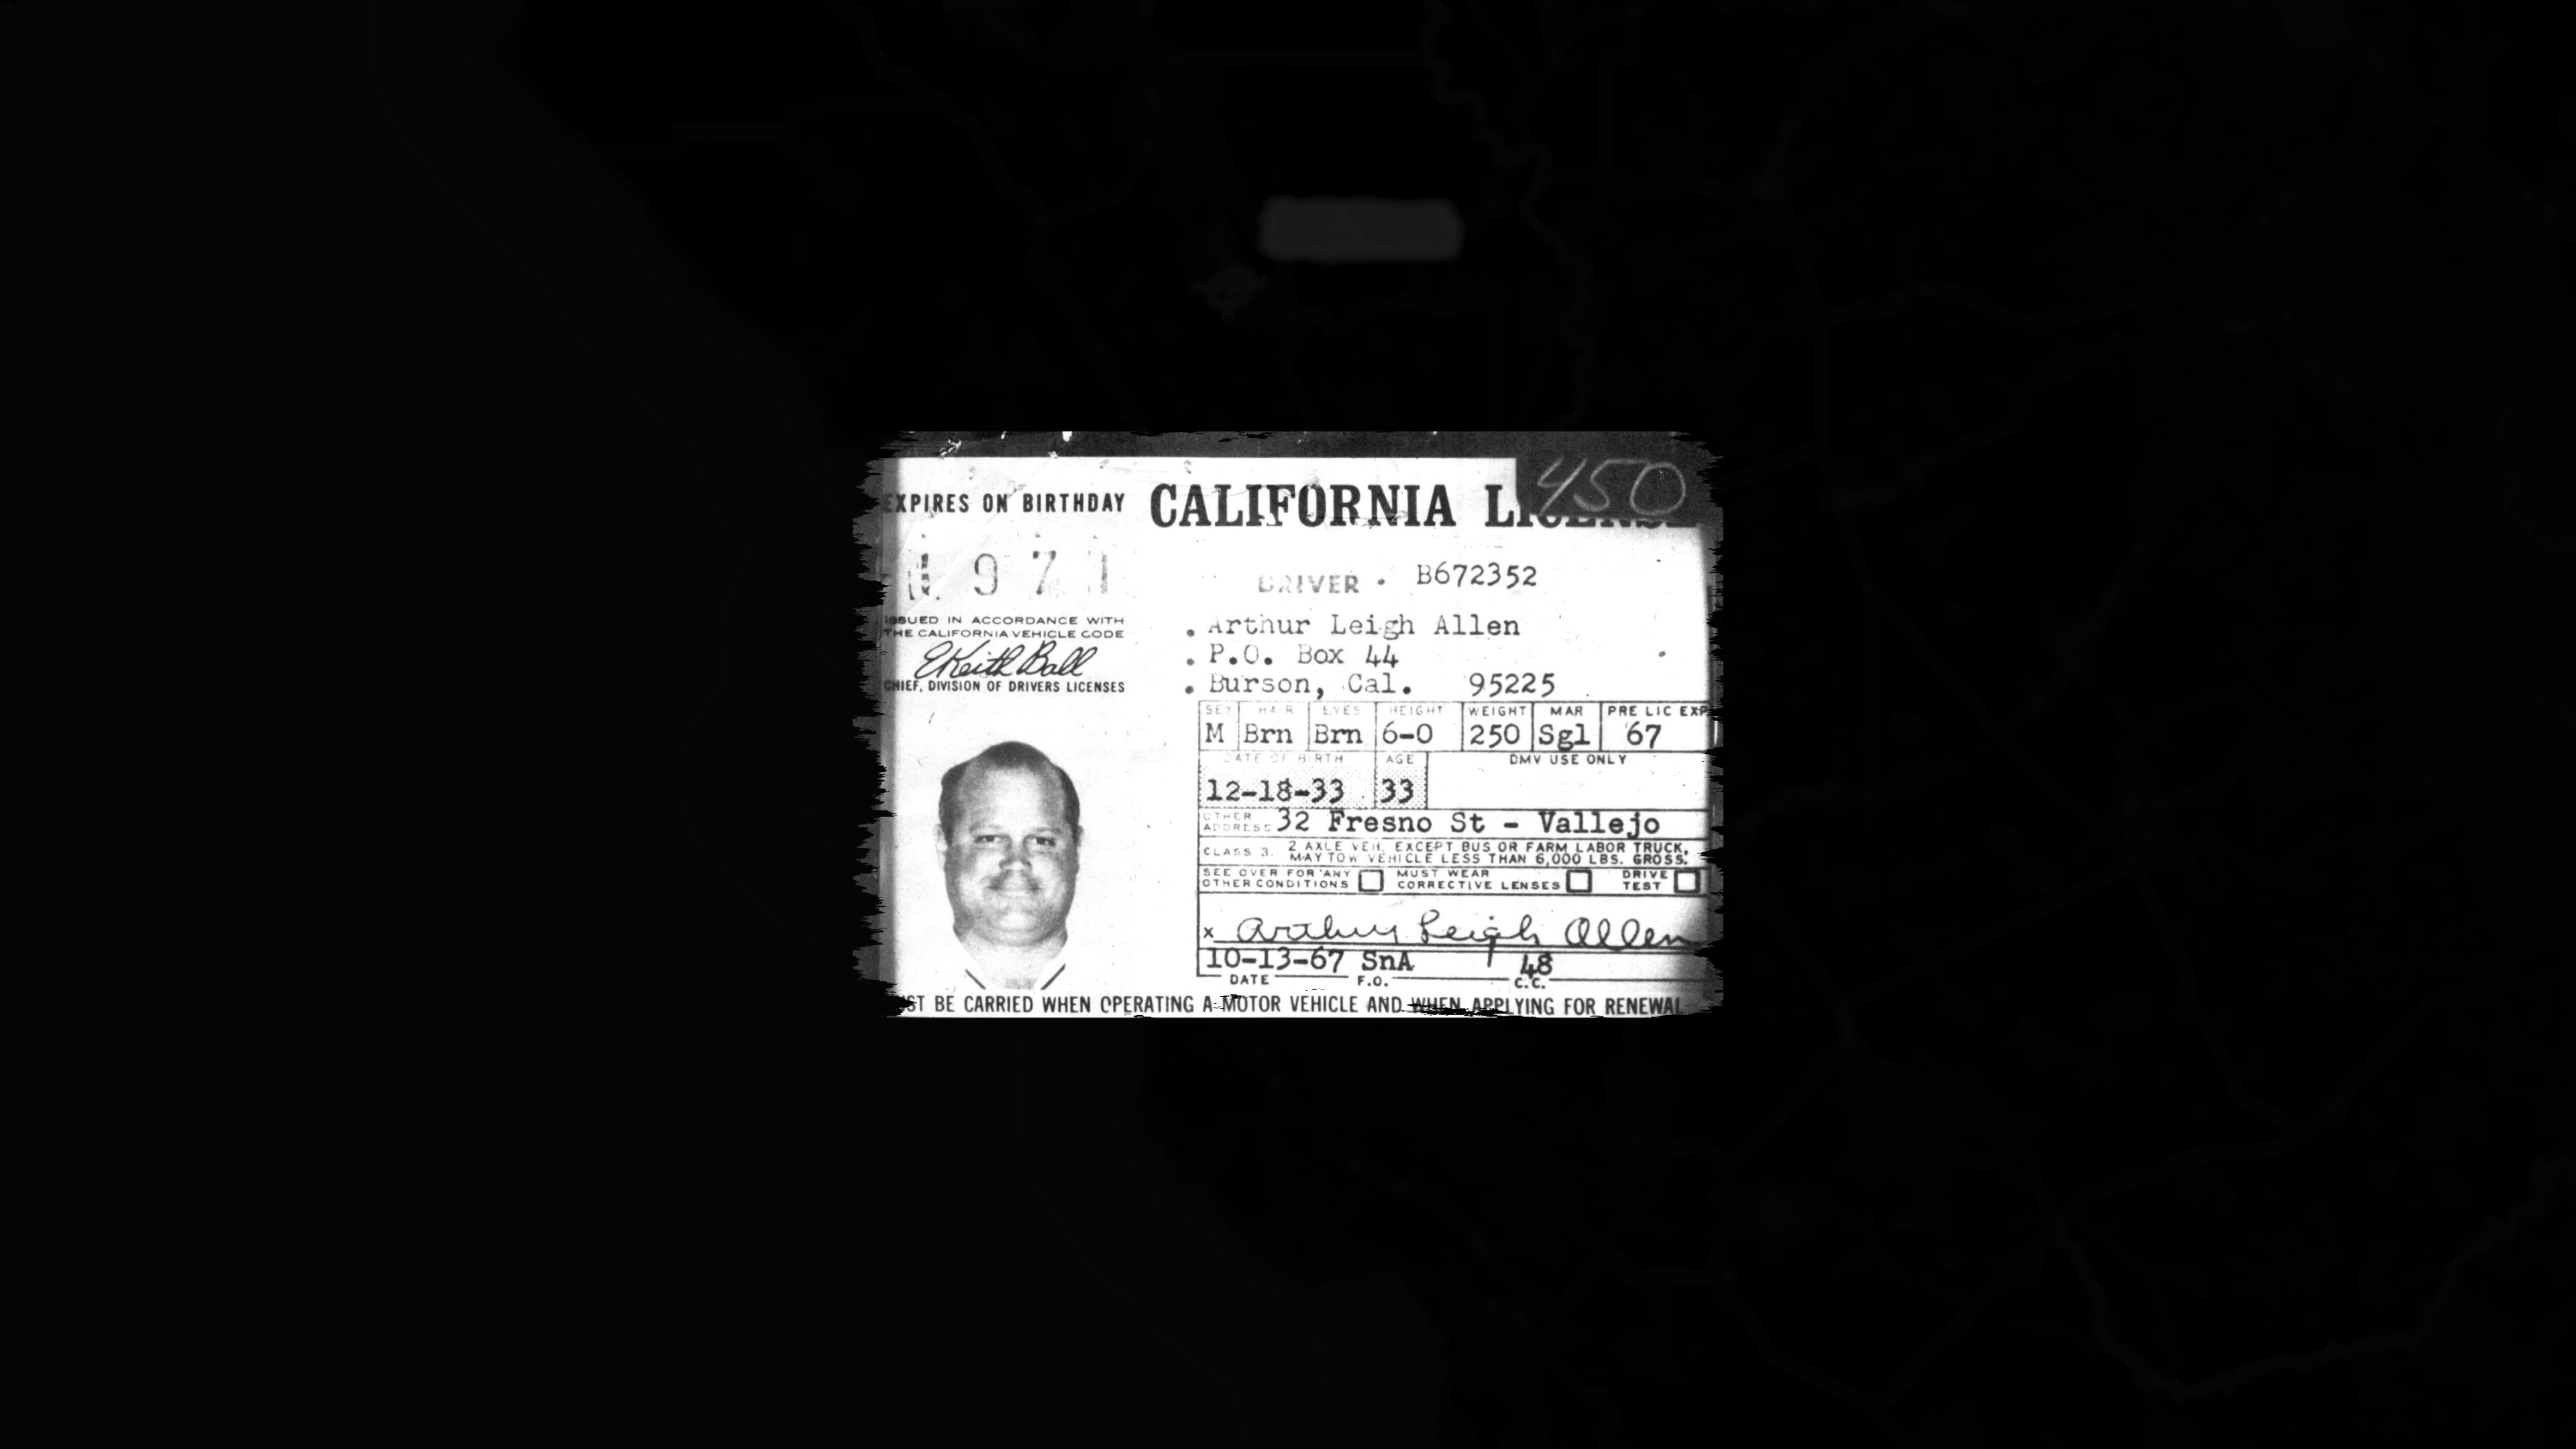 450
EXPIRES ON BIRTHDAY CALIFORNIA LICENSE
1971
DRIVER . B672352
ISSUED IN ACCORDANCE WITH
THE CALIFORNIA VEHICLE CODE
E Keith Ball
CHIEF, DIVISION OF DRIVERS LICENSES
. Arthur Leigh Allen
. P.O. Box 44
. Burson, Cal. 95225
SEX HAIR EYES HEIGHT WEIGHT MAR PRE LIC EXP
M Brn Brn 6-0 250 Sgl '67
DATE OF BIRTH AGE DMV USE ONLY
12-18-33 33
OTHER ADDRESS 32 Fresno St - Vallejo
CLASS 3. 2 AXLE VEH. EXCEPT BUS OR FARM LABOR TRUCK,
MAY TOW VEHICLE LESS THAN 6,000 LBS. GROSS.
SEE OVER FOR ANY OTHER CONDITIONS MUST WEAR CORRECTIVE LENSES DRIVE TEST
x Arthur Leigh Allen
10-13-67 SnA 48
DATE F.O. C.C.
UST BE CARRIED WHEN OPERATING A MOTOR VEHICLE AND WHEN APPLYING FOR RENEWAL